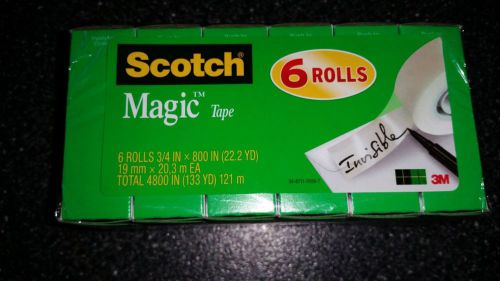 Scotch
6 ROLLS
Magic™ Tape
Invisible
6 ROLLS 3/4 IN × 800 IN (22.2 YD)
19 mm × 20,3 m EA
TOTAL 4800 IN (133 YD) 121 m
3M